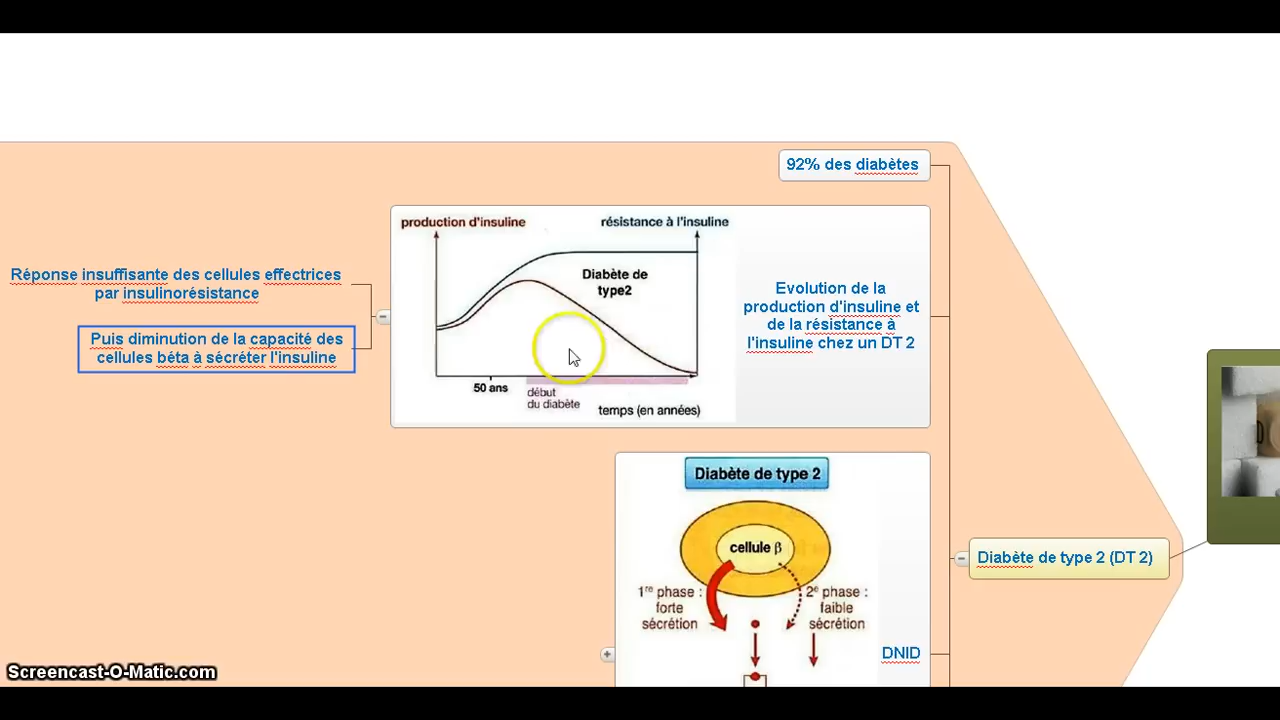 92% des diabètes
production d'insuline
résistance à l'insuline
Diabète de
type2
50 ans
début
du diabète
temps (en années)
Evolution de la
production d'insuline et
de la résistance à
l'insuline chez un DT 2
Réponse insuffisante des cellules effectrices
par insulinorésistance
Puis diminution de la capacité des
cellules béta à sécréter l'insuline
Diabète de type 2
cellule β
1re phase :
forte
sécrétion
2e phase :
faible
sécrétion
DNID
Diabète de type 2 (DT 2)
Screencast-O-Matic.com